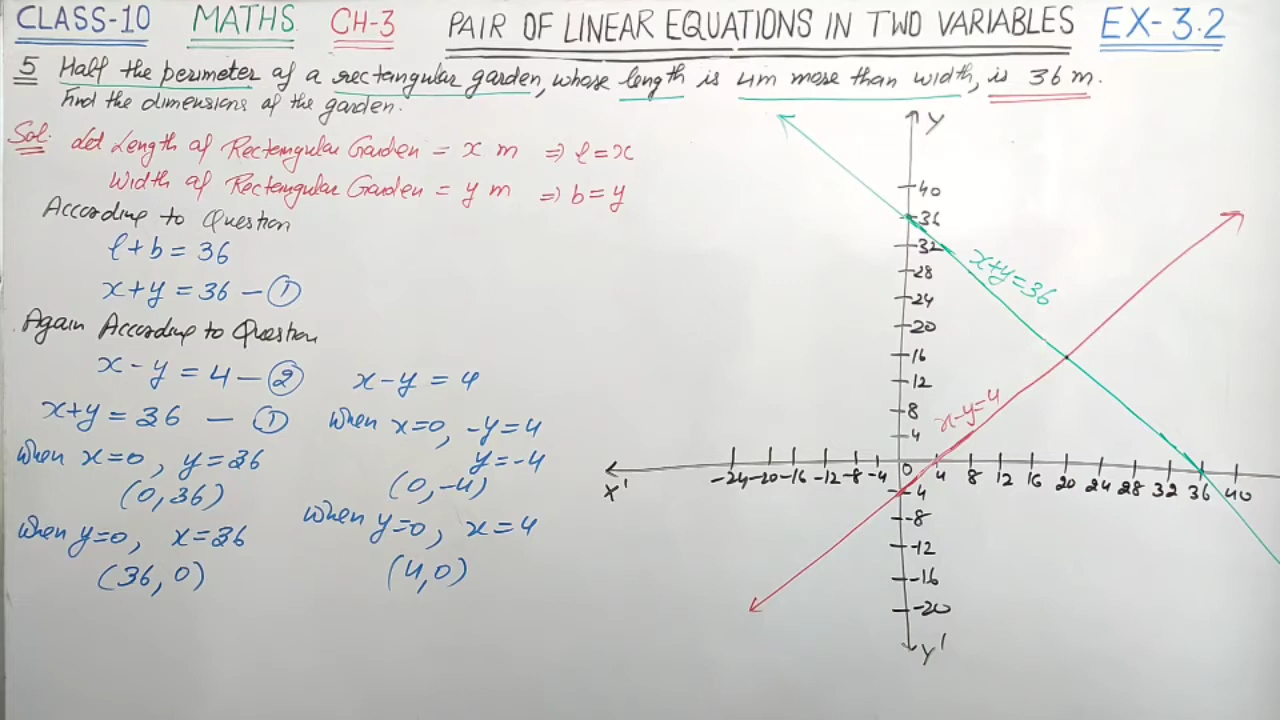 CLASS-10 MATHS CH-3 PAIR OF LINEAR EQUATIONS IN TWO VARIABLES EX-3.2
5 Half the perimeter of a rectangular garden, whose length is 4m more than width, is 36 m.
Find the dimensions of the garden.
Sol. Let Length of Rectangular Garden = x m ⇒ l = x
Width of Rectangular Garden = y m ⇒ b = y
According to Question
l + b = 36
x + y = 36 — ①
Again According to Question
x - y = 4 — ②
x + y = 36 — ①
When x=0, y=36
(0, 36)
When y=0, x=36
(36, 0)
x - y = 4
When x=0, -y=4
y=-4
(0, -4)
When y=0, x=4
(4, 0)
Y
40
36
32
28
24
20
16
12
8
4
x+y=36
x-y=4
X' -24 -20 -16 -12 -8 -4 0 4 8 12 16 20 24 28 32 36 40
-4
-8
-12
-16
-20
Y'